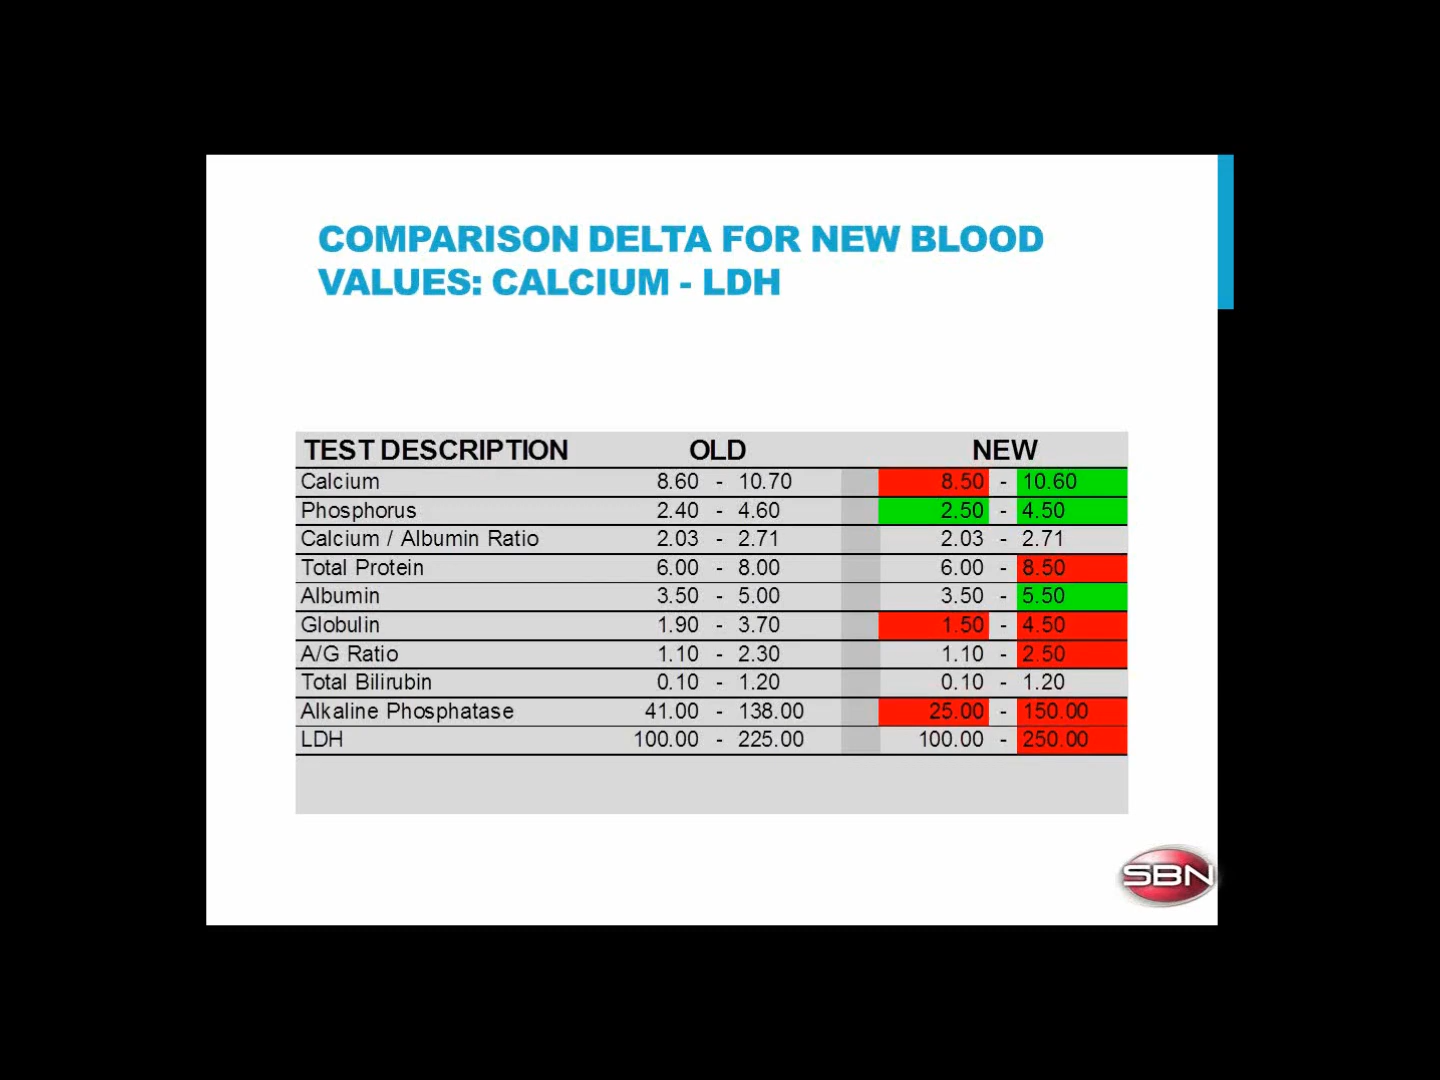 COMPARISON DELTA FOR NEW BLOOD
VALUES: CALCIUM - LDH
TEST DESCRIPTION OLD NEW
Calcium 8.60 - 10.70 8.50 - 10.60
Phosphorus 2.40 - 4.60 2.50 - 4.50
Calcium / Albumin Ratio 2.03 - 2.71 2.03 - 2.71
Total Protein 6.00 - 8.00 6.00 - 8.50
Albumin 3.50 - 5.00 3.50 - 5.50
Globulin 1.90 - 3.70 1.50 - 4.50
A/G Ratio 1.10 - 2.30 1.10 - 2.50
Total Bilirubin 0.10 - 1.20 0.10 - 1.20
Alkaline Phosphatase 41.00 - 138.00 25.00 - 150.00
LDH 100.00 - 225.00 100.00 - 250.00
SBN